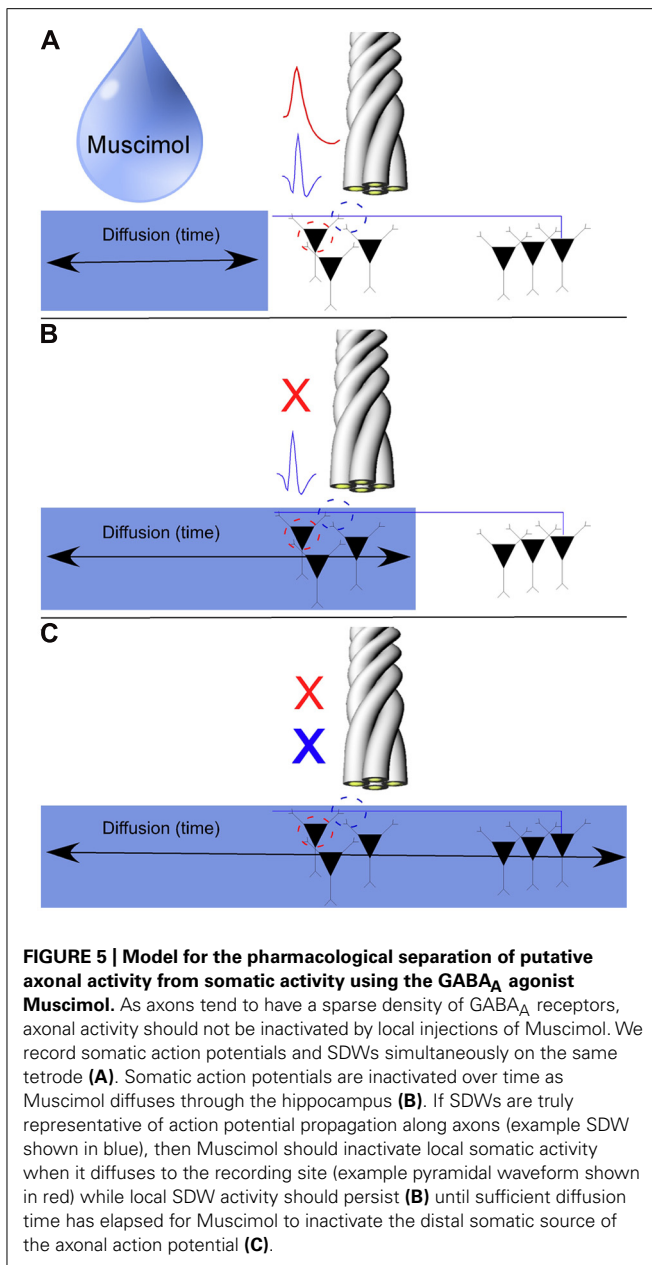 A
Muscimol
Diffusion (time)
B
X
Diffusion (time)
C
X
X
Diffusion (time)
FIGURE 5 | Model for the pharmacological separation of putative
axonal activity from somatic activity using the GABAA agonist
Muscimol. As axons tend to have a sparse density of GABAA receptors,
axonal activity should not be inactivated by local injections of Muscimol. We
record somatic action potentials and SDWs simultaneously on the same
tetrode (A). Somatic action potentials are inactivated over time as
Muscimol diffuses through the hippocampus (B). If SDWs are truly
representative of action potential propagation along axons (example SDW
shown in blue), then Muscimol should inactivate local somatic activity
when it diffuses to the recording site (example pyramidal waveform shown
in red) while local SDW activity should persist (B) until sufficient diffusion
time has elapsed for Muscimol to inactivate the distal somatic source of
the axonal action potential (C).